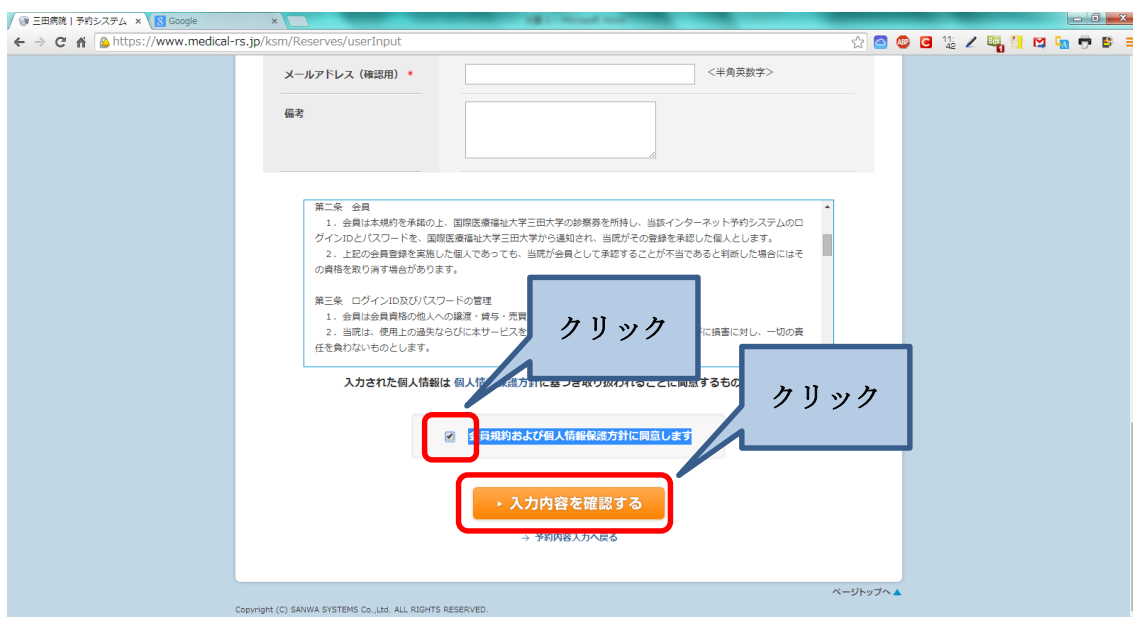 三田病院 | 予約システム
Google
https://www.medical-rs.jp/ksm/Reserves/userInput
メールアドレス（確認用） *
<半角英数字>
備考
第二条　会員
１．会員は本規約を承諾の上、国際医療福祉大学三田大学の診察券を所持し、当該インターネット予約システムのロ
グインIDとパスワードを、国際医療福祉大学三田大学から通知され、当院がその登録を承認した個人とします。
２．上記の会員登録を実施した個人であっても、当院が会員として承認することが不当であると判断した場合にはそ
の資格を取り消す場合があります。
第三条　ログインID及びパスワードの管理
１．会員は会員資格の他人への譲渡・貸与・売買
２．当院は、使用上の過失ならびに本サービスを
に損害に対し、一切の責
任を負わないものとします。
クリック
クリック
入力された個人情報は 個人情報保護方針に基づき取り扱われることに同意するもの
会員規約および個人情報保護方針に同意します
入力内容を確認する
→ 予約内容入力へ戻る
ページトップへ▲
Copyright (C) SANWA SYSTEMS Co.,Ltd. ALL RIGHTS RESERVED.